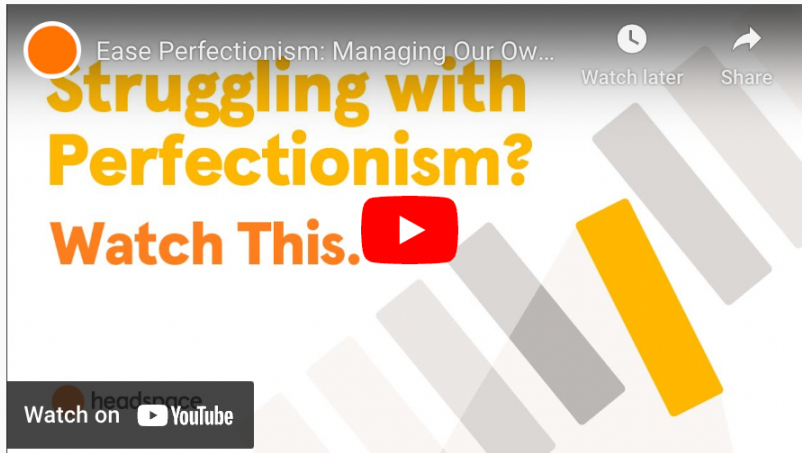 Ease Perfectionism: Managing Our Ow...
Watch later
Share
Struggling with
Perfectionism?
Watch This.
headspace
Watch on YouTube